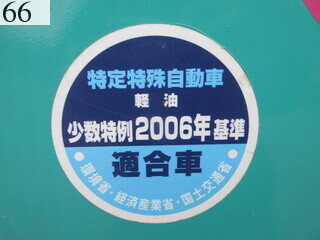 66
特定特殊自動車
軽油
少数特例2006年基準
適合車
・環境省・経済産業省・国土交通省・